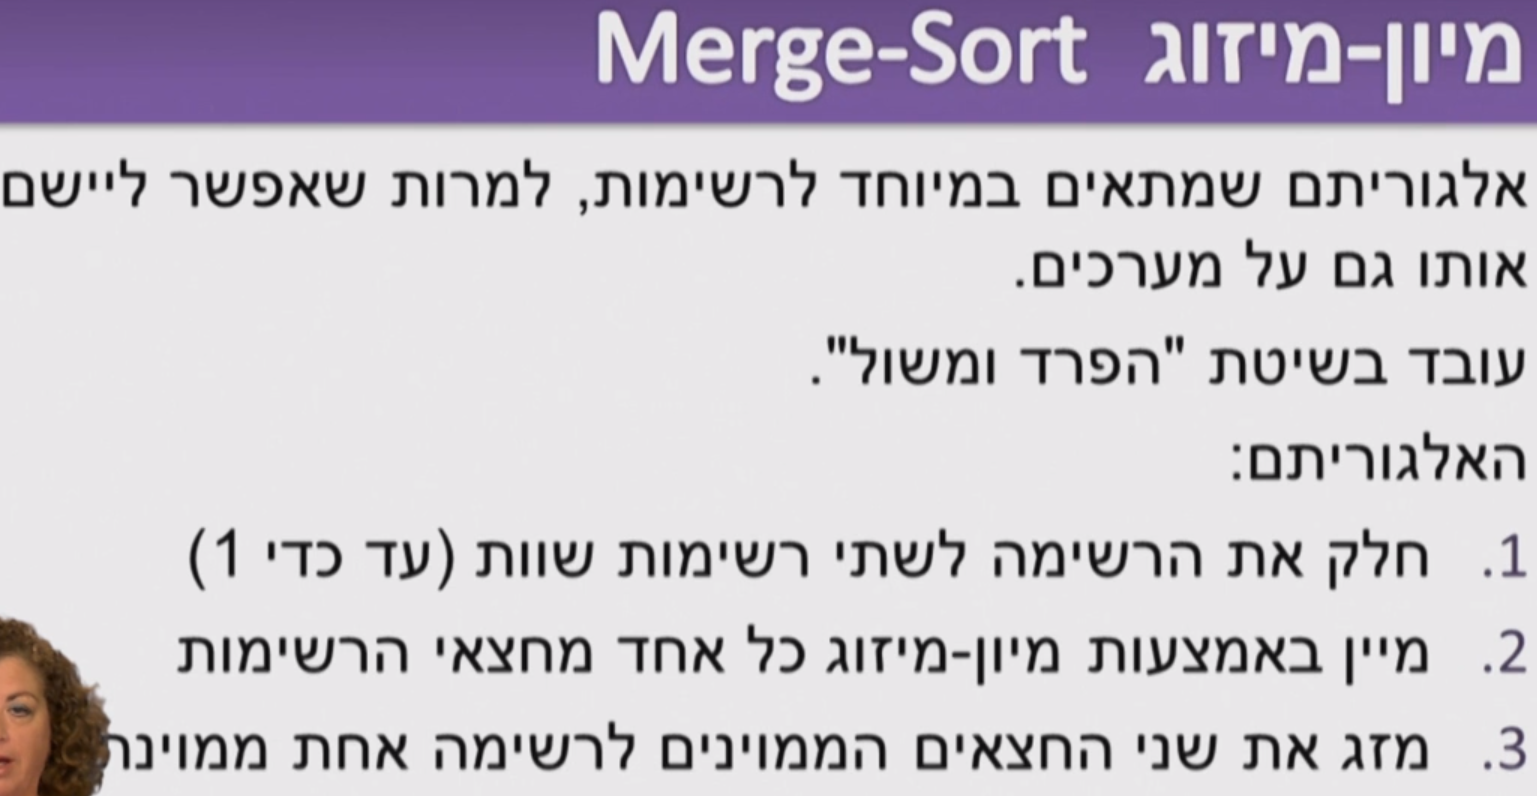 מיון-מיזוג Merge-Sort
אלגוריתם שמתאים במיוחד לרשימות, למרות שאפשר ליישם
אותו גם על מערכים.
עובד בשיטת "הפרד ומשול".
האלגוריתם:
1. חלק את הרשימה לשתי רשימות שוות (עד כדי 1)
2. מיין באמצעות מיון-מיזוג כל אחד מחצאי הרשימות
3. מזג את שני החצאים הממוינים לרשימה אחת ממוינת